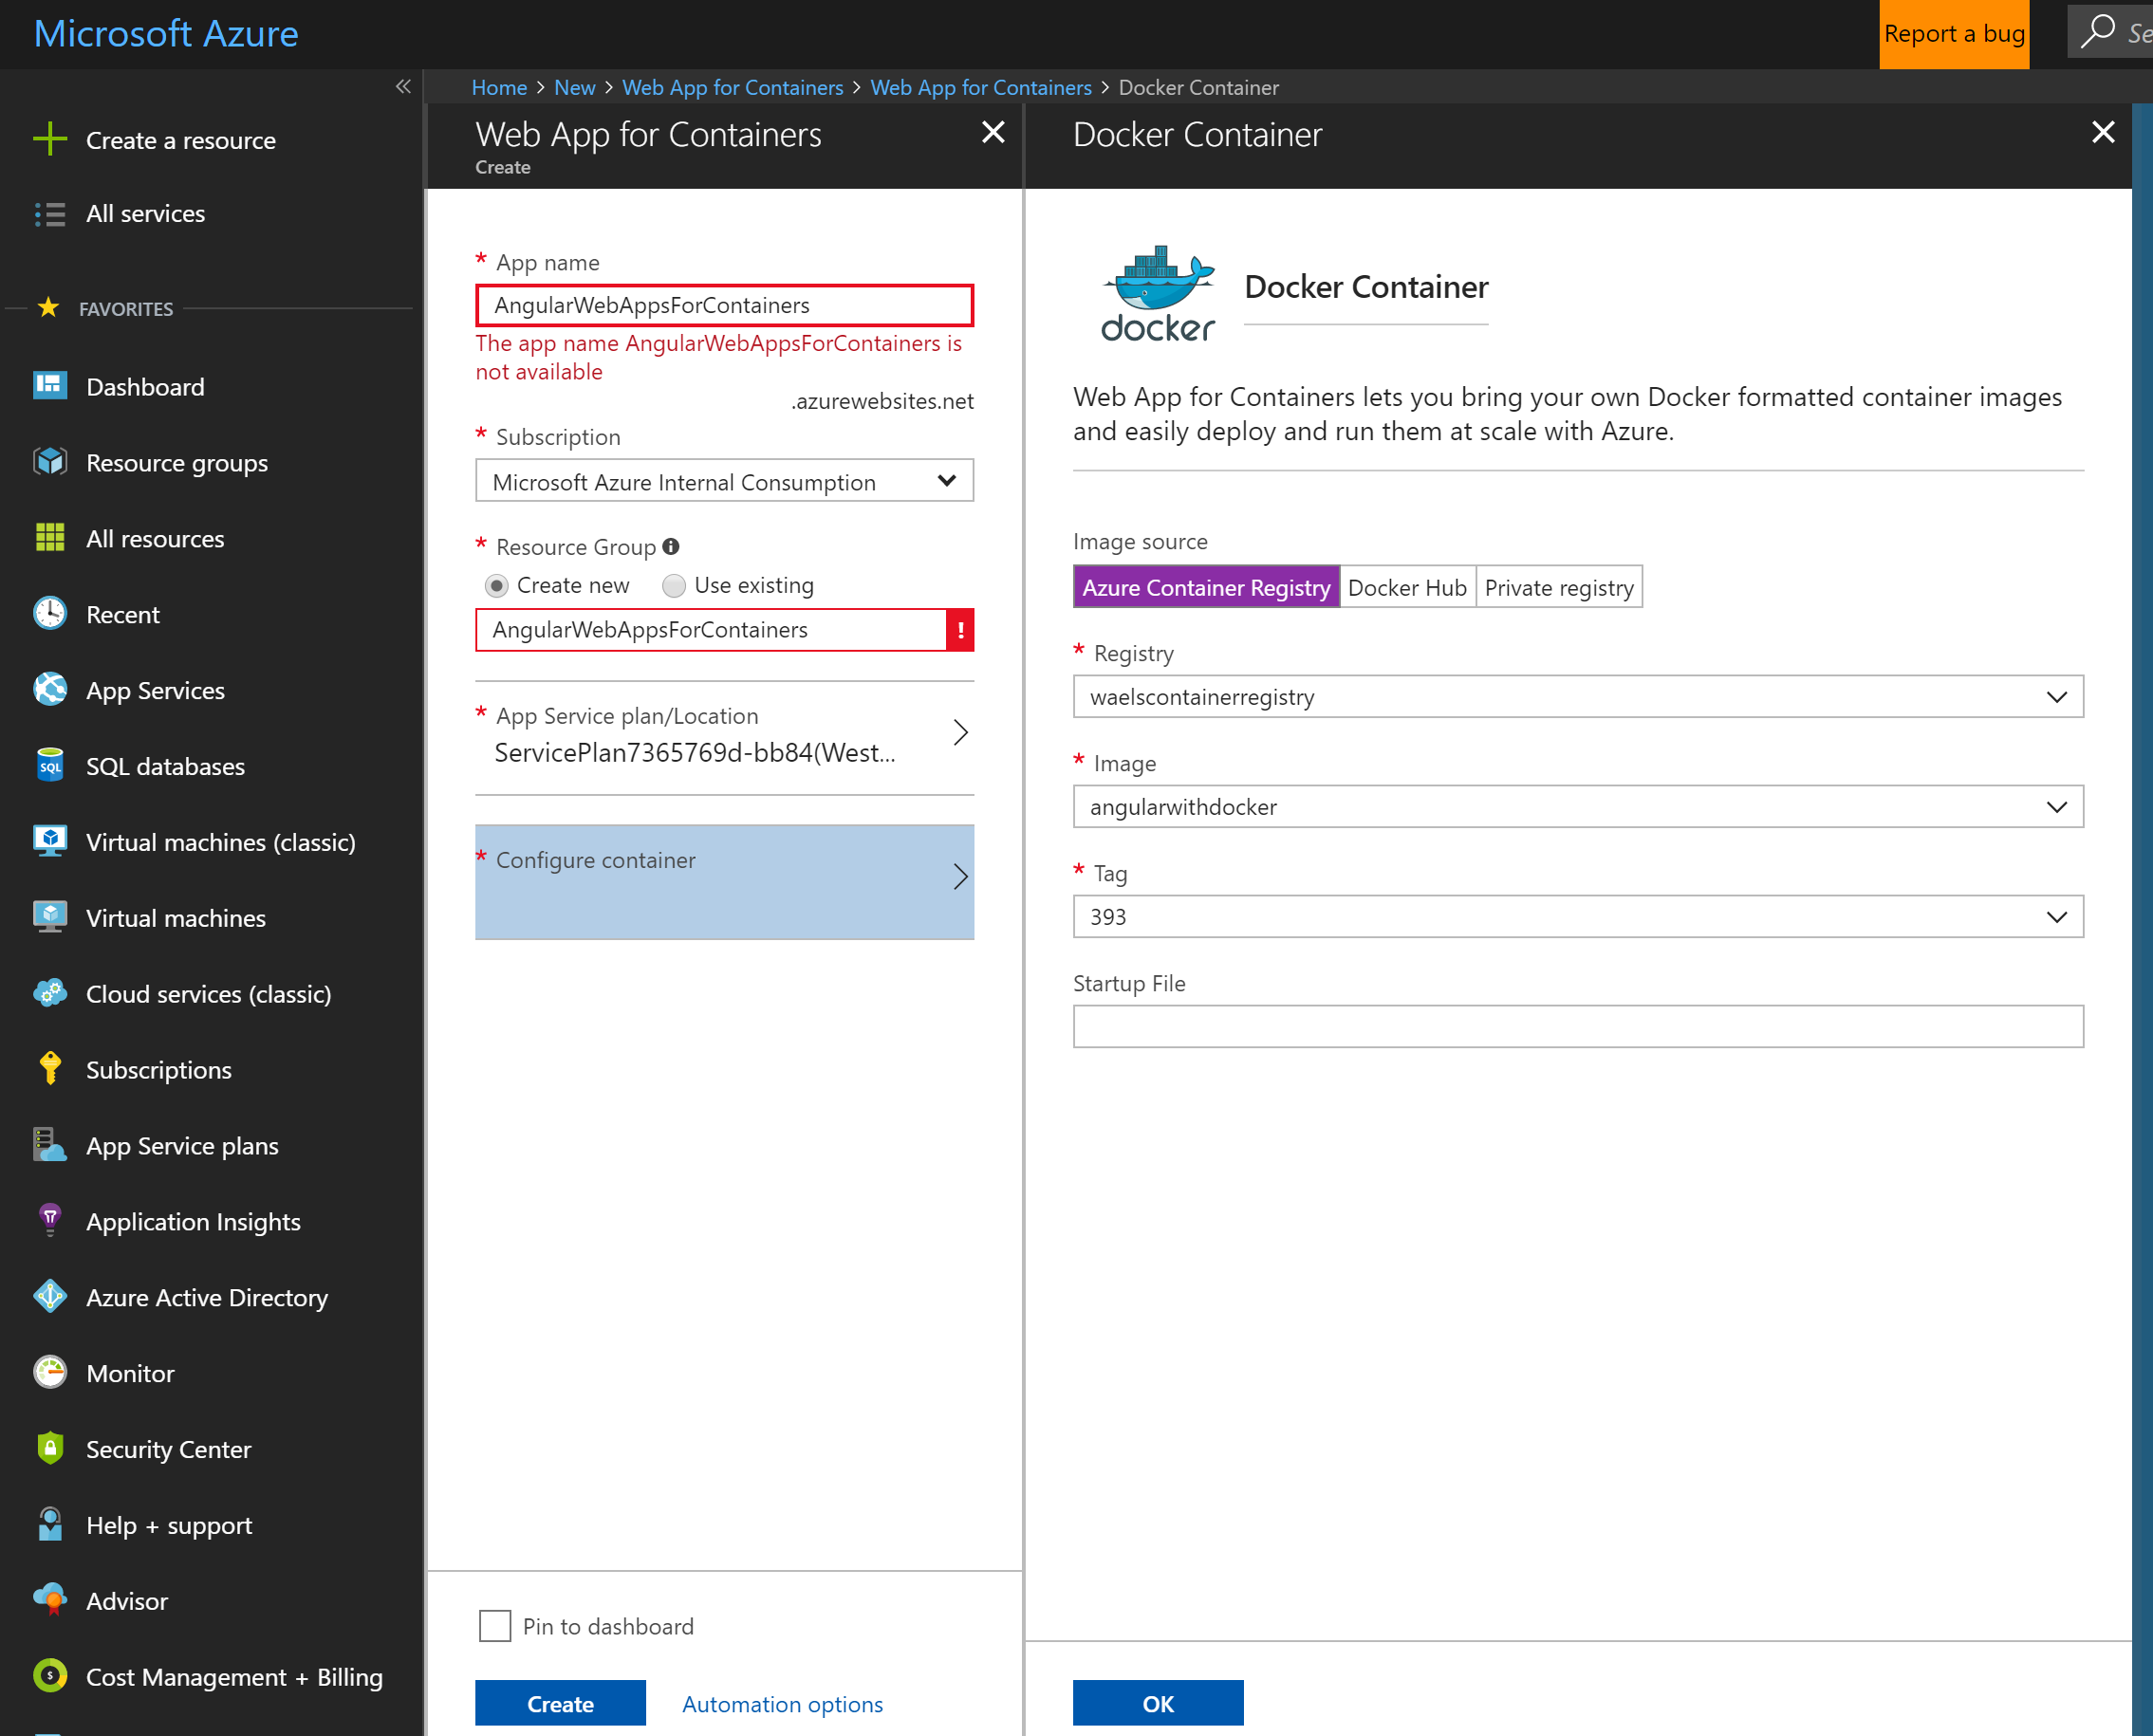 Microsoft Azure
Report a bug
Home > New > Web App for Containers > Web App for Containers > Docker Container
Create a resource
All services
FAVORITES
Dashboard
Resource groups
All resources
Recent
App Services
SQL databases
Virtual machines (classic)
Virtual machines
Cloud services (classic)
Subscriptions
App Service plans
Application Insights
Azure Active Directory
Monitor
Security Center
Help + support
Advisor
Cost Management + Billing
Web App for Containers
Create
* App name
AngularWebAppsForContainers
The app name AngularWebAppsForContainers is
not available
.azurewebsites.net
* Subscription
Microsoft Azure Internal Consumption
* Resource Group
Create new Use existing
AngularWebAppsForContainers !
* App Service plan/Location
ServicePlan7365769d-bb84(West...
* Configure container
Pin to dashboard
Create Automation options
Docker Container
docker
Docker Container
Web App for Containers lets you bring your own Docker formatted container images
and easily deploy and run them at scale with Azure.
Image source
Azure Container Registry Docker Hub Private registry
* Registry
waelscontainerregistry
* Image
angularwithdocker
* Tag
393
Startup File
OK